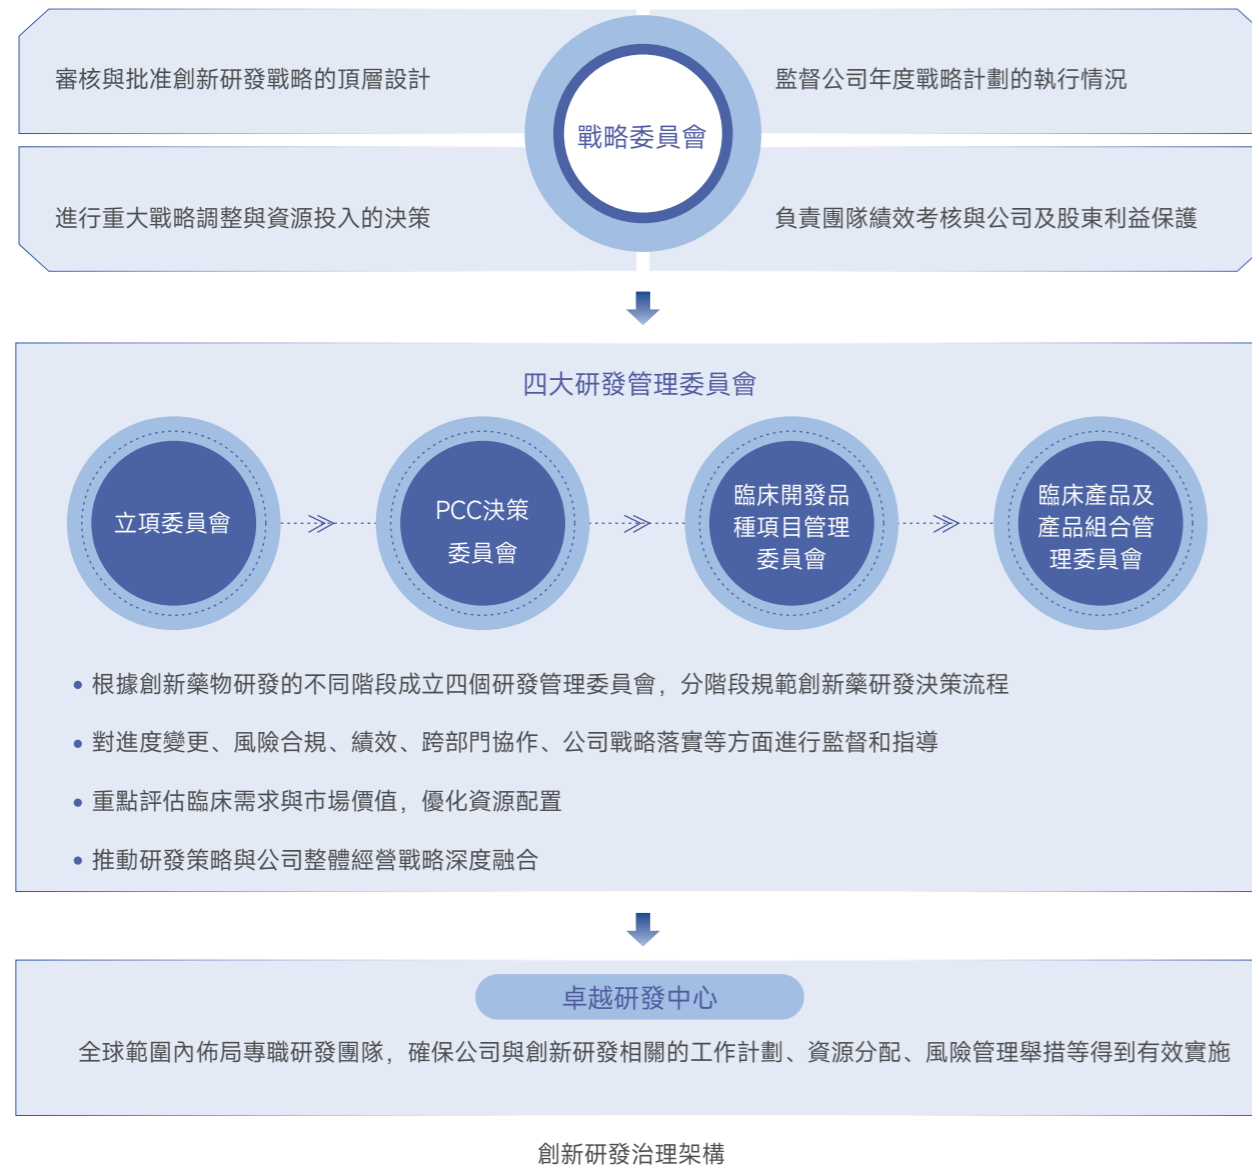 審核與批准創新研發戰略的頂層設計
監督公司年度戰略計劃的執行情況
戰略委員會
進行重大戰略調整與資源投入的決策
負責團隊績效考核與公司及股東利益保護
四大研發管理委員會
立項委員會
PCC決策
委員會
臨床開發品
種項目管理
委員會
臨床產品及
產品組合管
理委員會
根據創新藥物研發的不同階段成立四個研發管理委員會，分階段規範創新藥研發決策流程
對進度變更、風險合規、績效、跨部門協作、公司戰略落實等方面進行監督和指導
重點評估臨床需求與市場價值，優化資源配置
推動研發策略與公司整體經營戰略深度融合
卓越研發中心
全球範圍內佈局專職研發團隊，確保公司與創新研發相關的工作計劃、資源分配、風險管理舉措等得到有效實施
創新研發治理架構